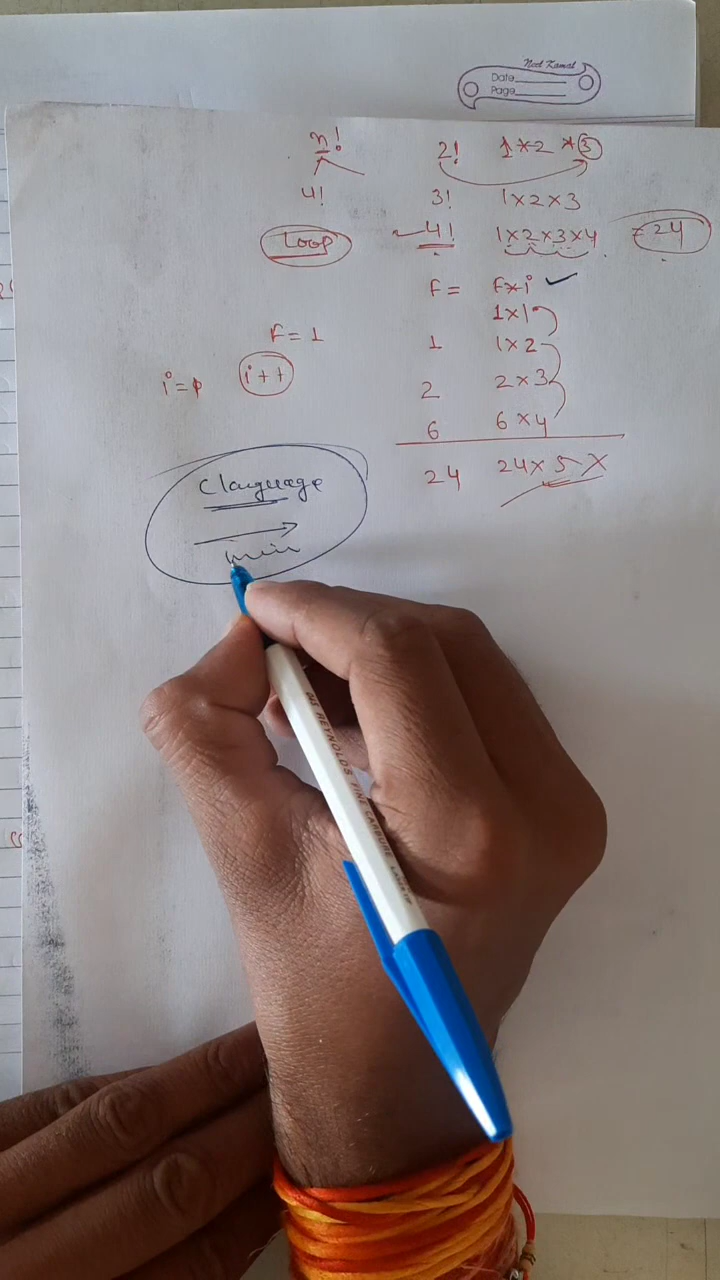 Neel Kamal
Date
Page
n! 2! 1×2×3
4! 3! 1×2×3
Loop 4! 1×2×3×4 = 24
F= F×i ✓
1×1
F=1 1 1×2
i= i++ 2 2×3
6 6×4
24 24×5 X
C language
045 REYNOLDS FINE CARBURE